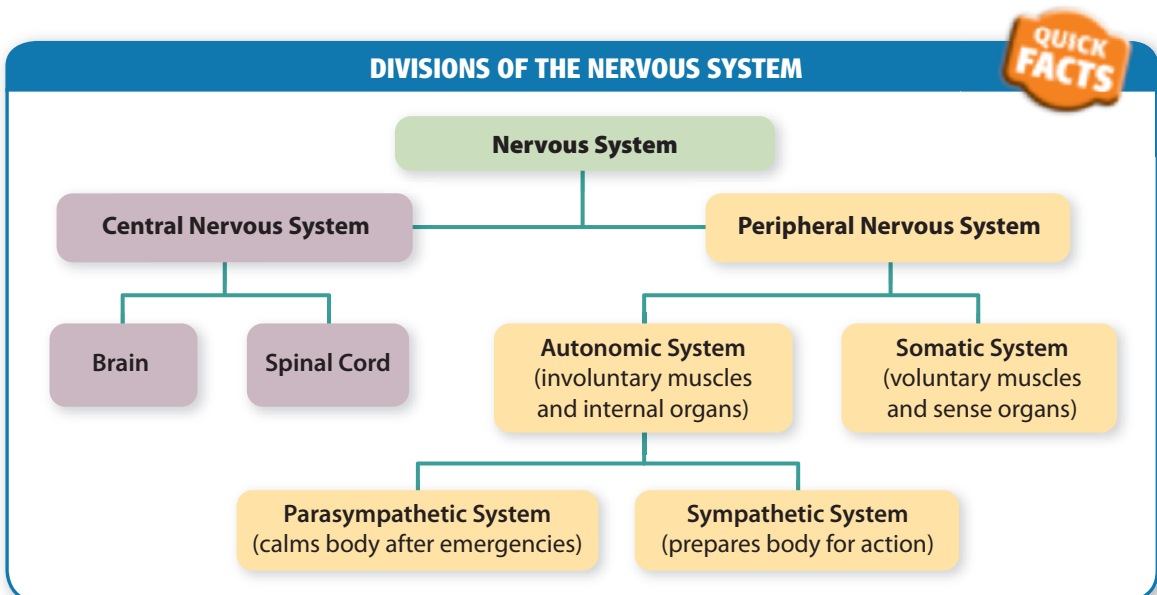 QUICK
FACTS
DIVISIONS OF THE NERVOUS SYSTEM
Nervous System
Central Nervous System
Peripheral Nervous System
Brain
Spinal Cord
Autonomic System
(involuntary muscles
and internal organs)
Somatic System
(voluntary muscles
and sense organs)
Parasympathetic System
(calms body after emergencies)
Sympathetic System
(prepares body for action)